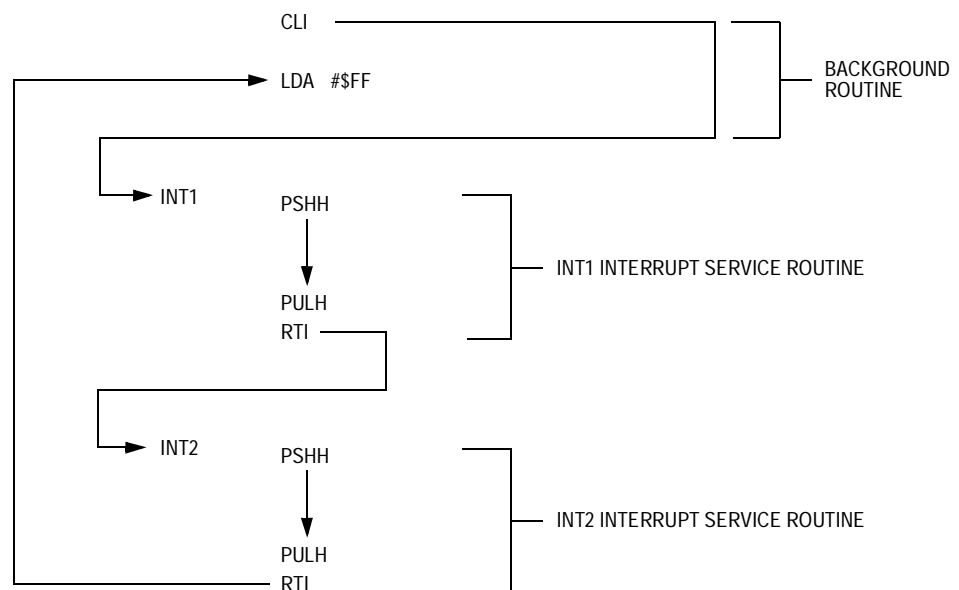 CLI
LDA #$FF
BACKGROUND
ROUTINE
INT1
PSHH
INT1 INTERRUPT SERVICE ROUTINE
PULH
RTI
INT2
PSHH
INT2 INTERRUPT SERVICE ROUTINE
PULH
RTI